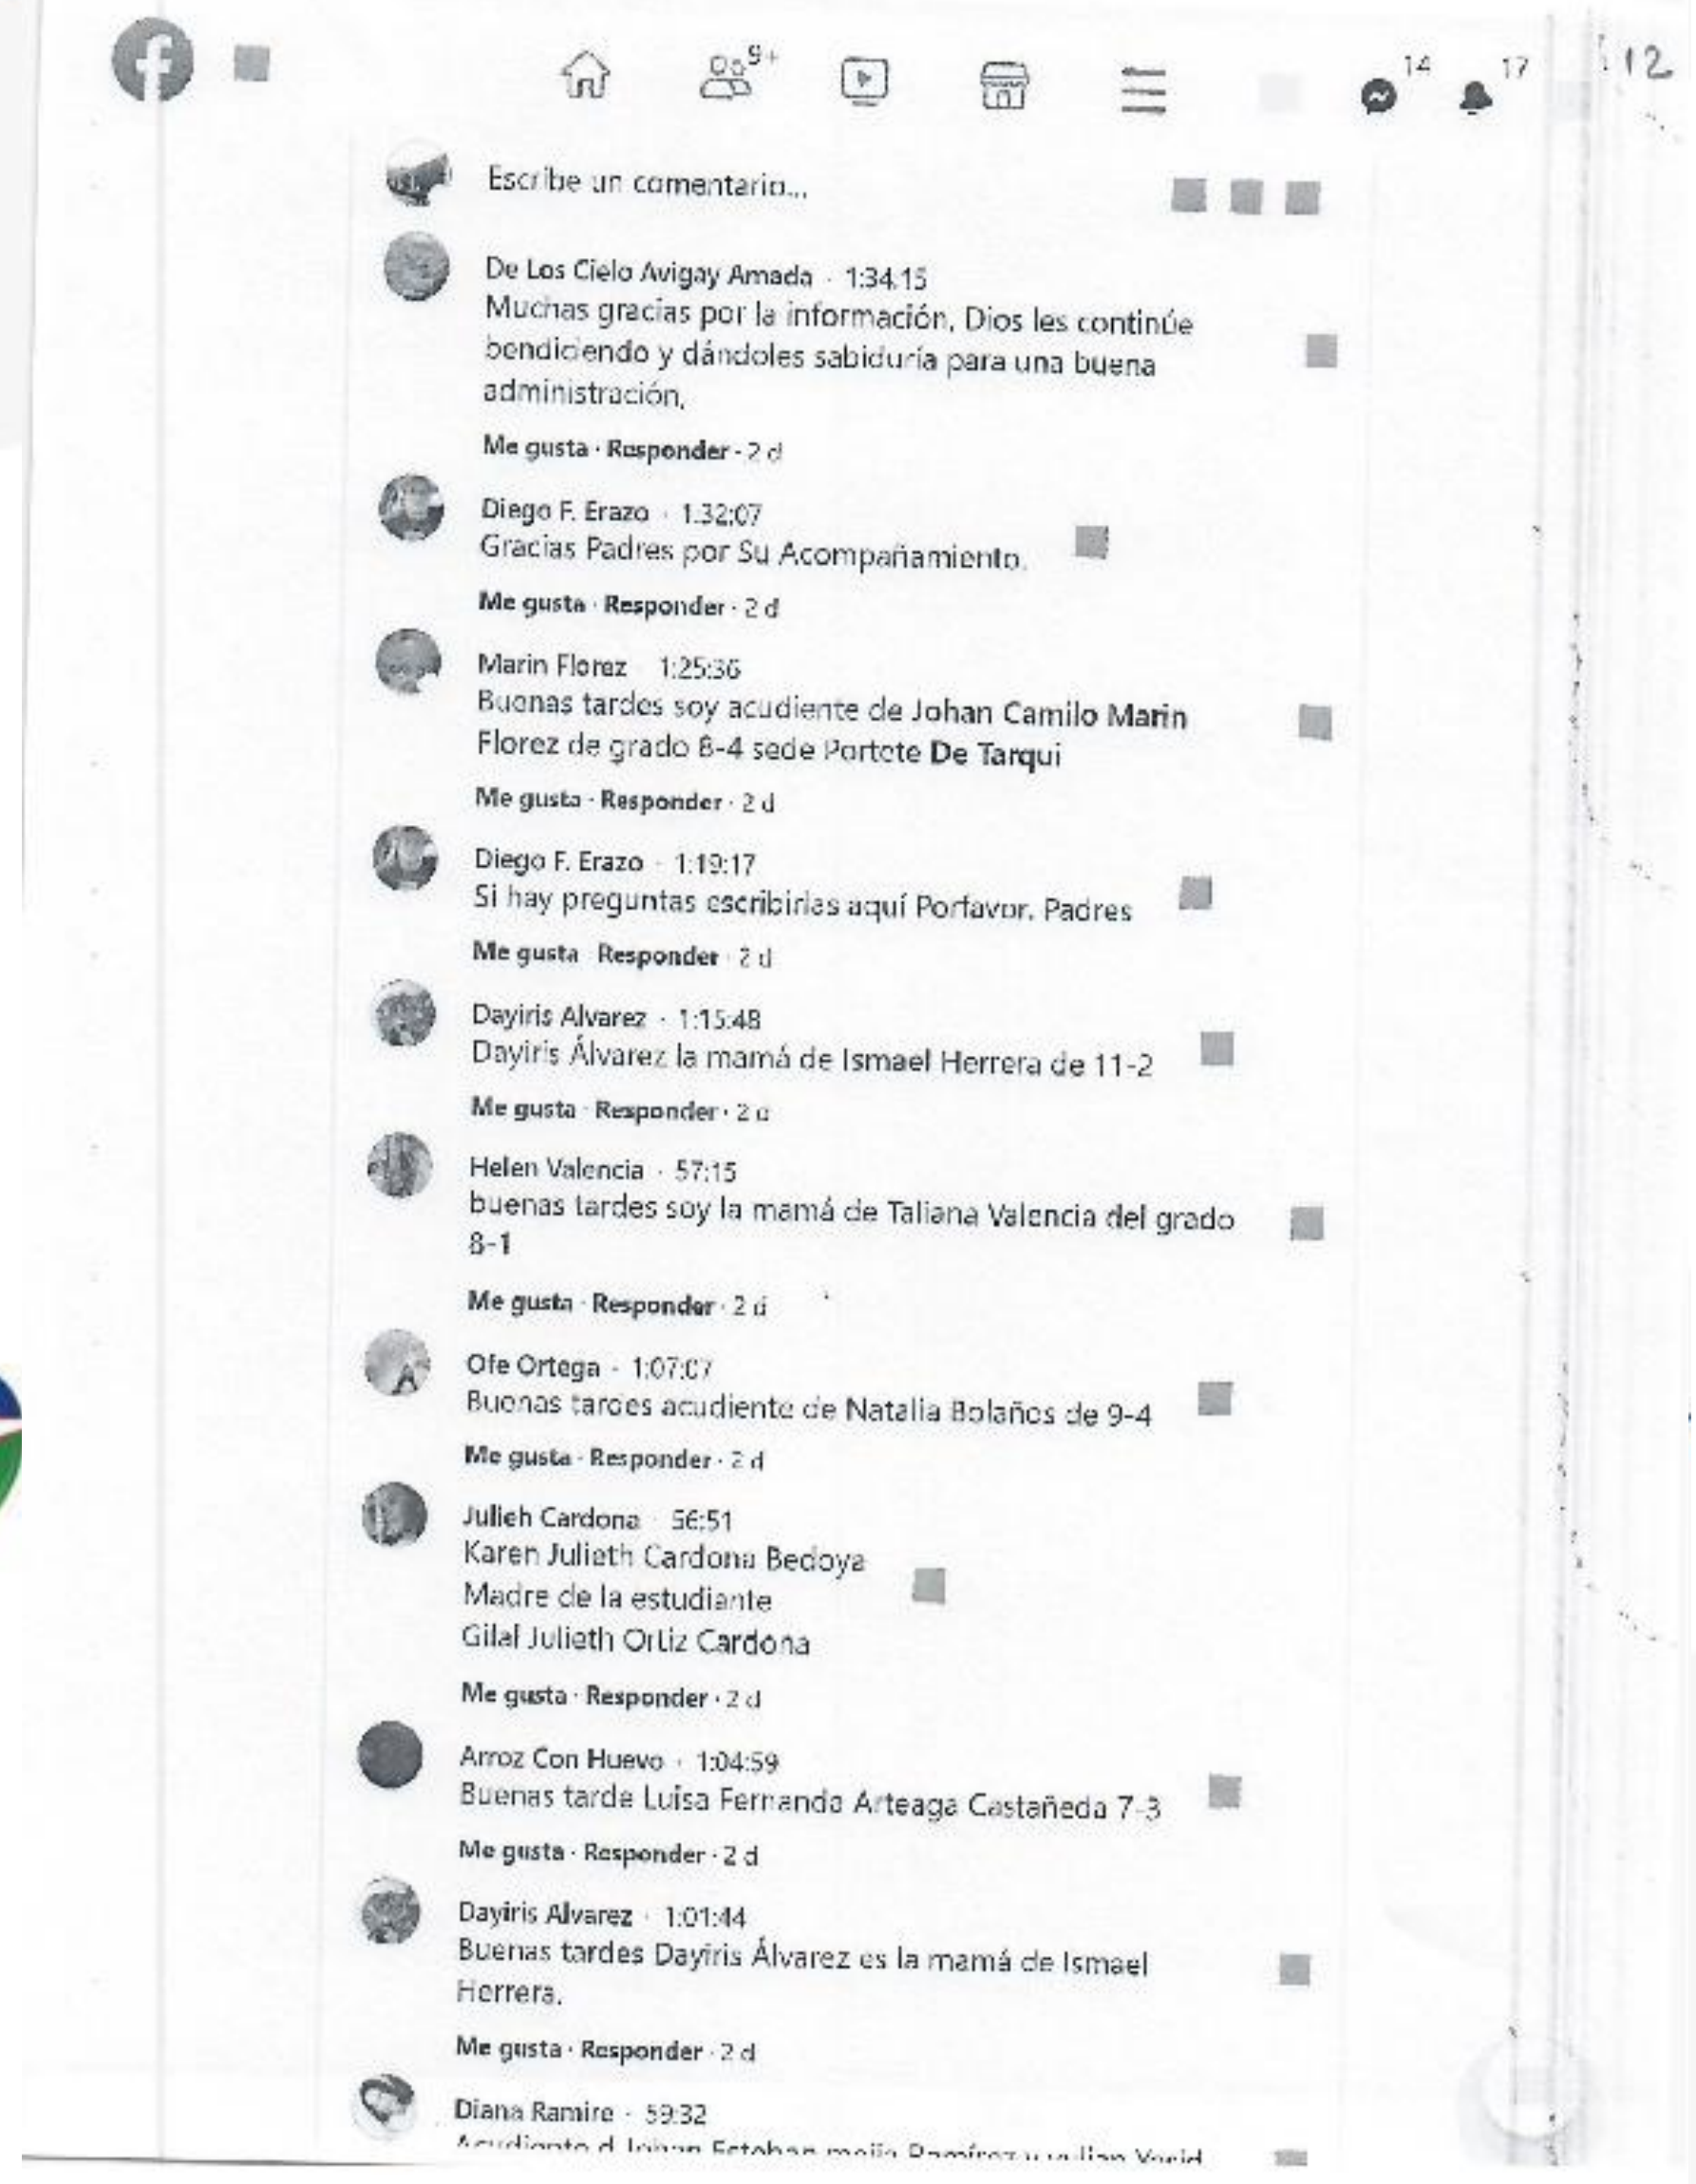 9+
14
17
12
Escribe un comentario...
De Los Cielo Avigay Amada · 1:34:15
Muchas gracias por la información, Dios les continúe
bendiciendo y dándoles sabiduría para una buena
administración.
Me gusta · Responder · 2 d
Diego F. Erazo · 1:32:07
Gracias Padres por Su Acompañamiento.
Me gusta · Responder · 2 d
Marin Florez · 1:25:36
Buenas tardes soy acudiente de Johan Camilo Marin
Florez de grado 8-4 sede Portete De Tarqui
Me gusta · Responder · 2 d
Diego F. Erazo · 1:19:17
Si hay preguntas escribirlas aquí Porfavor. Padres
Me gusta · Responder · 2 d
Dayiris Alvarez · 1:15:48
Dayiris Álvarez la mamá de Ismael Herrera de 11-2
Me gusta · Responder · 2 d
Helen Valencia · 57:15
buenas tardes soy la mamá de Taliana Valencia del grado
8-1
Me gusta · Responder · 2 d
Ofe Ortega · 1:07:07
Buenas tardes acudiente de Natalia Bolaños de 9-4
Me gusta · Responder · 2 d
Julieh Cardona · 56:51
Karen Julieth Cardona Bedoya
Madre de la estudiante
Julieth Ortiz Cardona
Me gusta · Responder · 2 d
Arroz Con Huevo · 1:04:59
Buenas tarde Luisa Fernanda Arteaga Castañeda 7-3
Me gusta · Responder · 2 d
Dayiris Alvarez · 1:01:44
Buenas tardes Dayiris Álvarez es la mamá de Ismael
Herrera.
Me gusta · Responder · 2 d
Diana Ramire · 59:32
Acudiente d Johan Esteban mejia Ramírez y